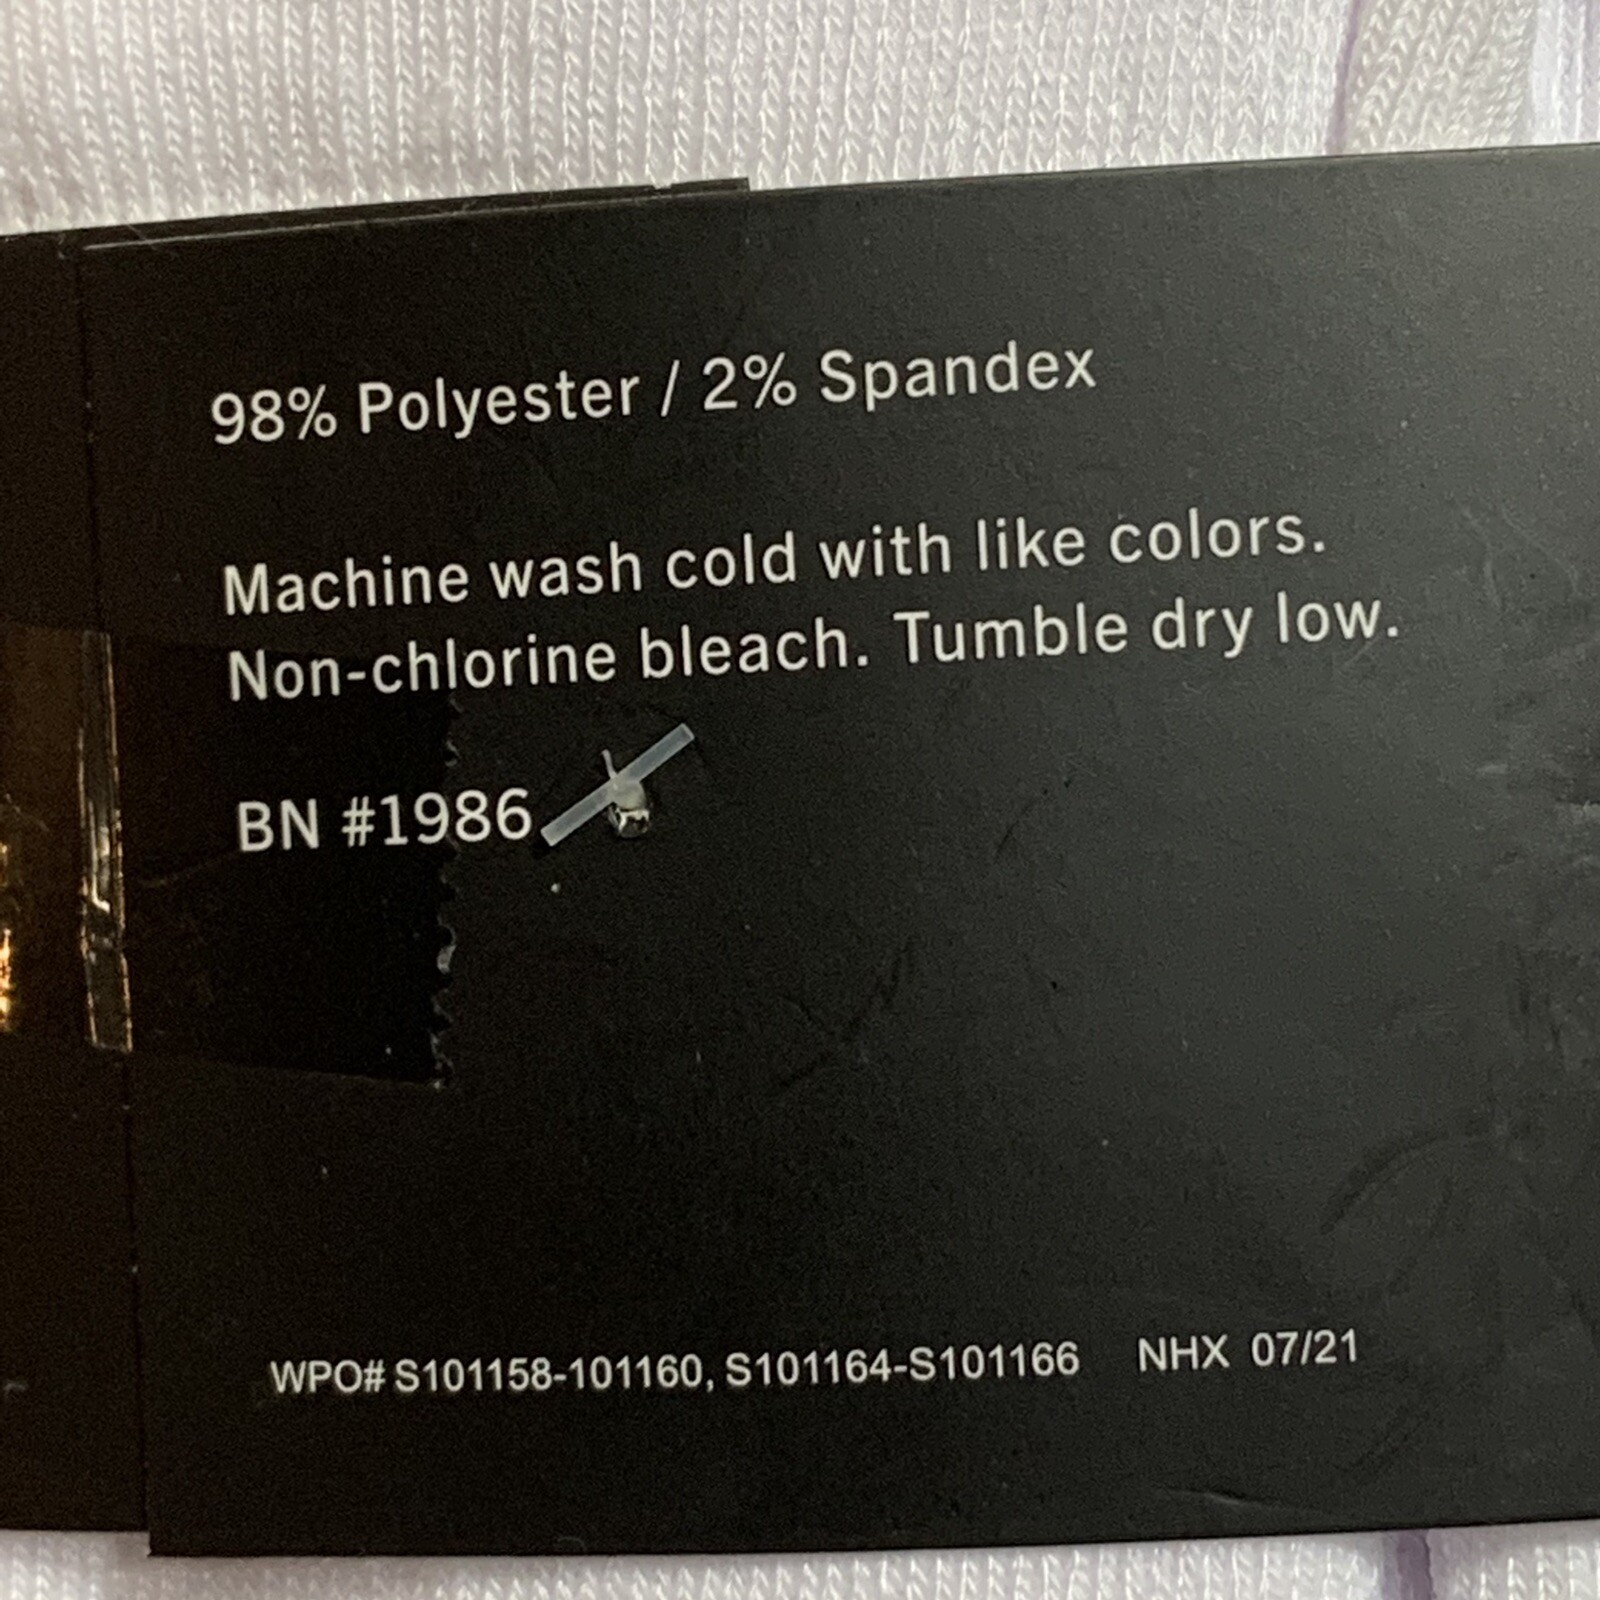 98% Polyester / 2% Spandex
Machine wash cold with like colors.
Non-chlorine bleach. Tumble dry low.
BN #1986
WPO# S101158-101160, S101164-S101166 NHX 07/21